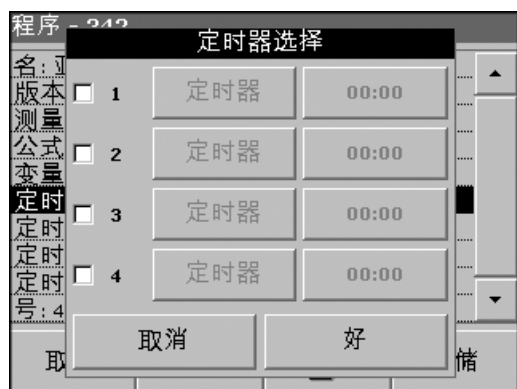 程序 - 342
定时器选择
名:
版本
测量
公式
变量
定时
定时
定时
定时
号: 4
1 定时器 00:00
2 定时器 00:00
3 定时器 00:00
4 定时器 00:00
取消 好
取 储